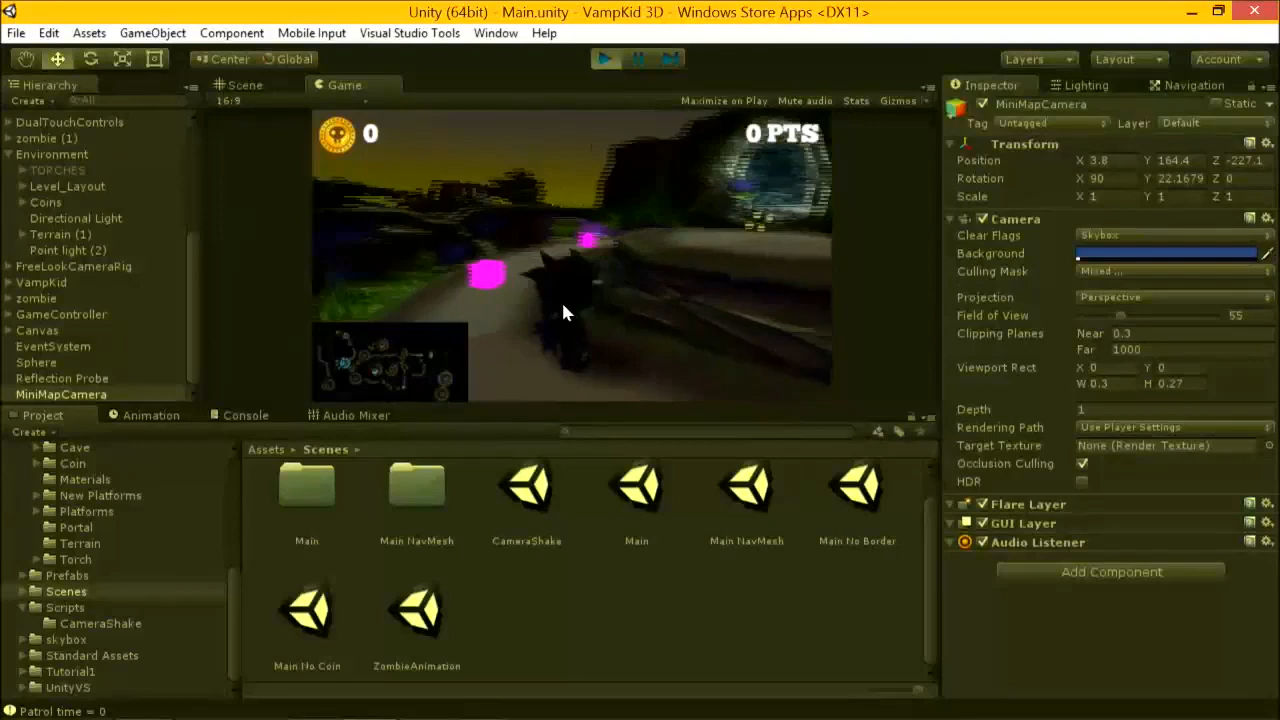 Unity (64bit) - Main.unity - VampKid 3D - Windows Store Apps <DX11>
File Edit Assets GameObject Component Mobile Input Visual Studio Tools Window Help
Center Global Layers Layout Account
Hierarchy Scene Game Inspector Lighting Navigation
Create All 16:9 Maximize on Play Mute audio Stats Gizmos
MiniMapCamera Static
Tag Untagged Layer Default
DualTouchControls
zombie (1)
Environment
TORCHES
Level_Layout
Coins
Directional Light
Terrain (1)
Point light (2)
FreeLookCameraRig
VampKid
zombie
GameController
Canvas
EventSystem
Sphere
Reflection Probe
MiniMapCamera
0
0 PTS
Transform
Position X 3.8 Y 164.4 Z -227.1
Rotation X 90 Y 22.1679 Z 0
Scale X 1 Y 1 Z 1
Camera
Clear Flags Skybox
Background
Culling Mask Mixed ...
Projection Perspective
Field of View 55
Clipping Planes Near 0.3
Far 1000
Viewport Rect X 0 Y 0
W 0.3 H 0.27
Depth 1
Rendering Path Use Player Settings
Target Texture None (Render Texture)
Occlusion Culling
HDR
Flare Layer
GUI Layer
Audio Listener
Add Component
Project Animation Console Audio Mixer
Create
Cave
Coin
Materials
New Platforms
Platforms
Portal
Terrain
Torch
Prefabs
Scenes
Scripts
CameraShake
skybox
Standard Assets
Tutorial1
UnityVS
Assets Scenes
Main Main NavMesh CameraShake Main Main NavMesh Main No Border
Main No Coin ZombieAnimation
Patrol time = 0